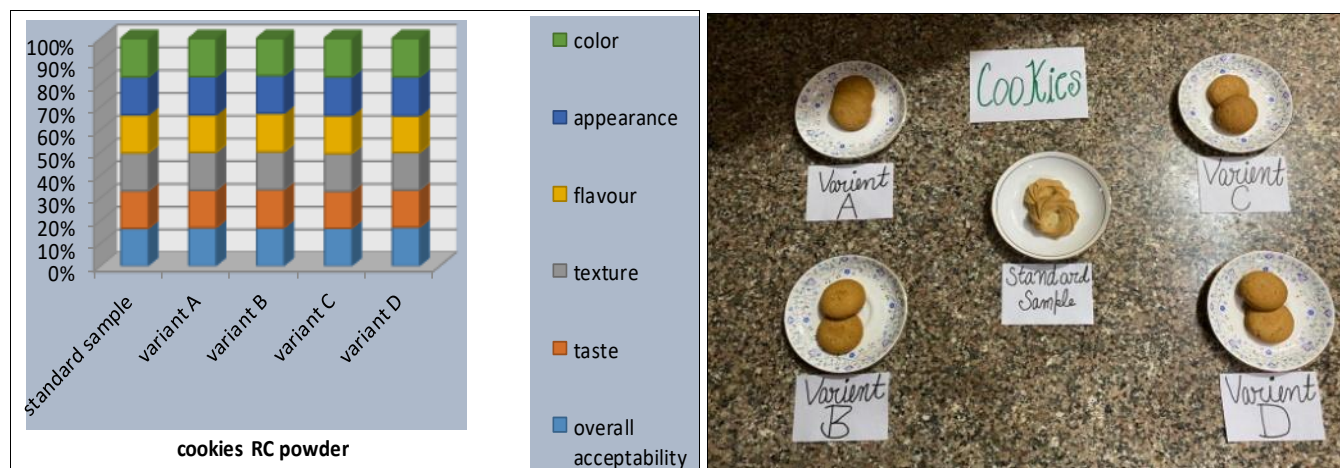 100%
90%
80%
70%
60%
50%
40%
30%
20%
10%
0%
standard sample
variant A
variant B
variant C
variant D
cookies RC powder
color
appearance
flavour
texture
taste
overall
acceptability
Cookies
Varient
A
Varient
C
Standard
Sample
Varient
B
Varient
D